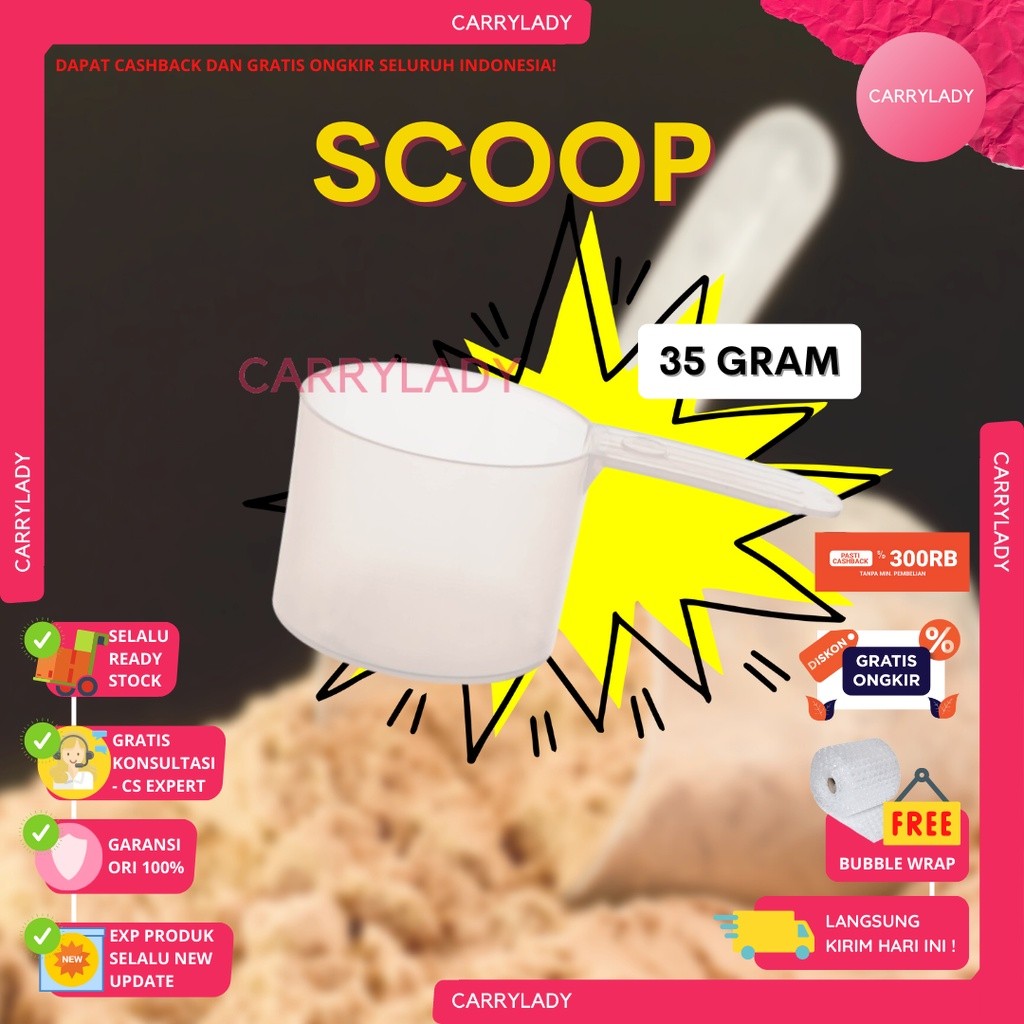 CARRYLADY
DAPAT CASHBACK DAN GRATIS ONGKIR SELURUH INDONESIA!
CARRYLADY
SCOOP
35 GRAM
CARRYLADY
CARRYLADY
CARRYLADY
PASTI
CASHBACK
% 300RB
TANPA MIN. PEMBELIAN
SELALU
READY
STOCK
DISKON
%
GRATIS
ONGKIR
GRATIS
KONSULTASI
- CS EXPERT
FREE
BUBBLE WRAP
GARANSI
ORI 100%
EXP PRODUK
SELALU NEW
UPDATE
NEW
LANGSUNG
KIRIM HARI INI !
CARRYLADY